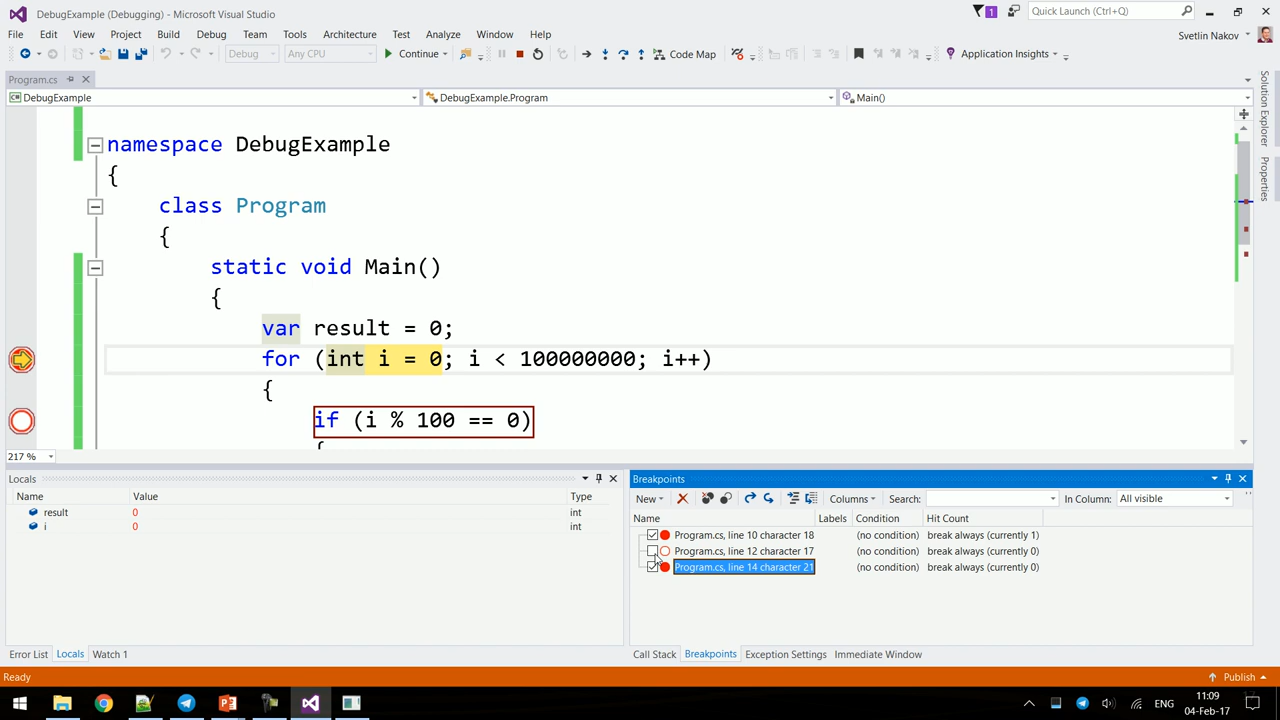 DebugExample (Debugging) - Microsoft Visual Studio
1
Quick Launch (Ctrl+Q)
File Edit View Project Build Debug Team Tools Architecture Test Analyze Window Help
Svetlin Nakov
Debug Any CPU Continue Code Map Application Insights
Program.cs
DebugExample DebugExample.Program Main()
Solution Explorer
Properties
namespace DebugExample
{
class Program
{
static void Main()
{
var result = 0;
for (int i = 0; i < 100000000; i++)
{
if (i % 100 == 0)
{
217 %
Locals
Name Value Type
result 0 int
i 0 int
Error List Locals Watch 1
Breakpoints
New Columns Search: In Column: All visible
Name Labels Condition Hit Count
Program.cs, line 10 character 18 (no condition) break always (currently 1)
Program.cs, line 12 character 17 (no condition) break always (currently 0)
Program.cs, line 14 character 21 (no condition) break always (currently 0)
Call Stack Breakpoints Exception Settings Immediate Window
Ready Publish
ENG
11:09
04-Feb-17